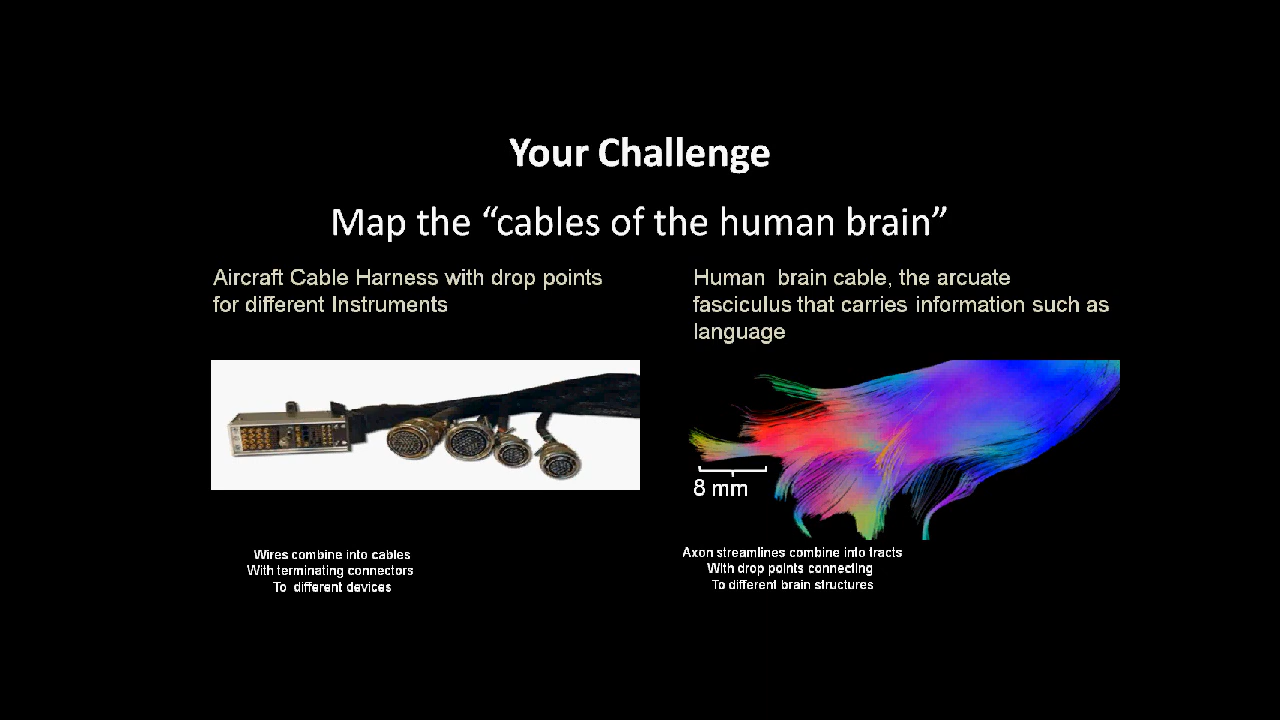 Your Challenge
Map the “cables of the human brain”
Aircraft Cable Harness with drop points
for different Instruments
Human  brain cable, the arcuate
fasciculus that carries information such as
language
8 mm
Wires combine into cables
With terminating connectors
To  different devices
Axon streamlines combine into tracts
With drop points connecting
To different brain structures